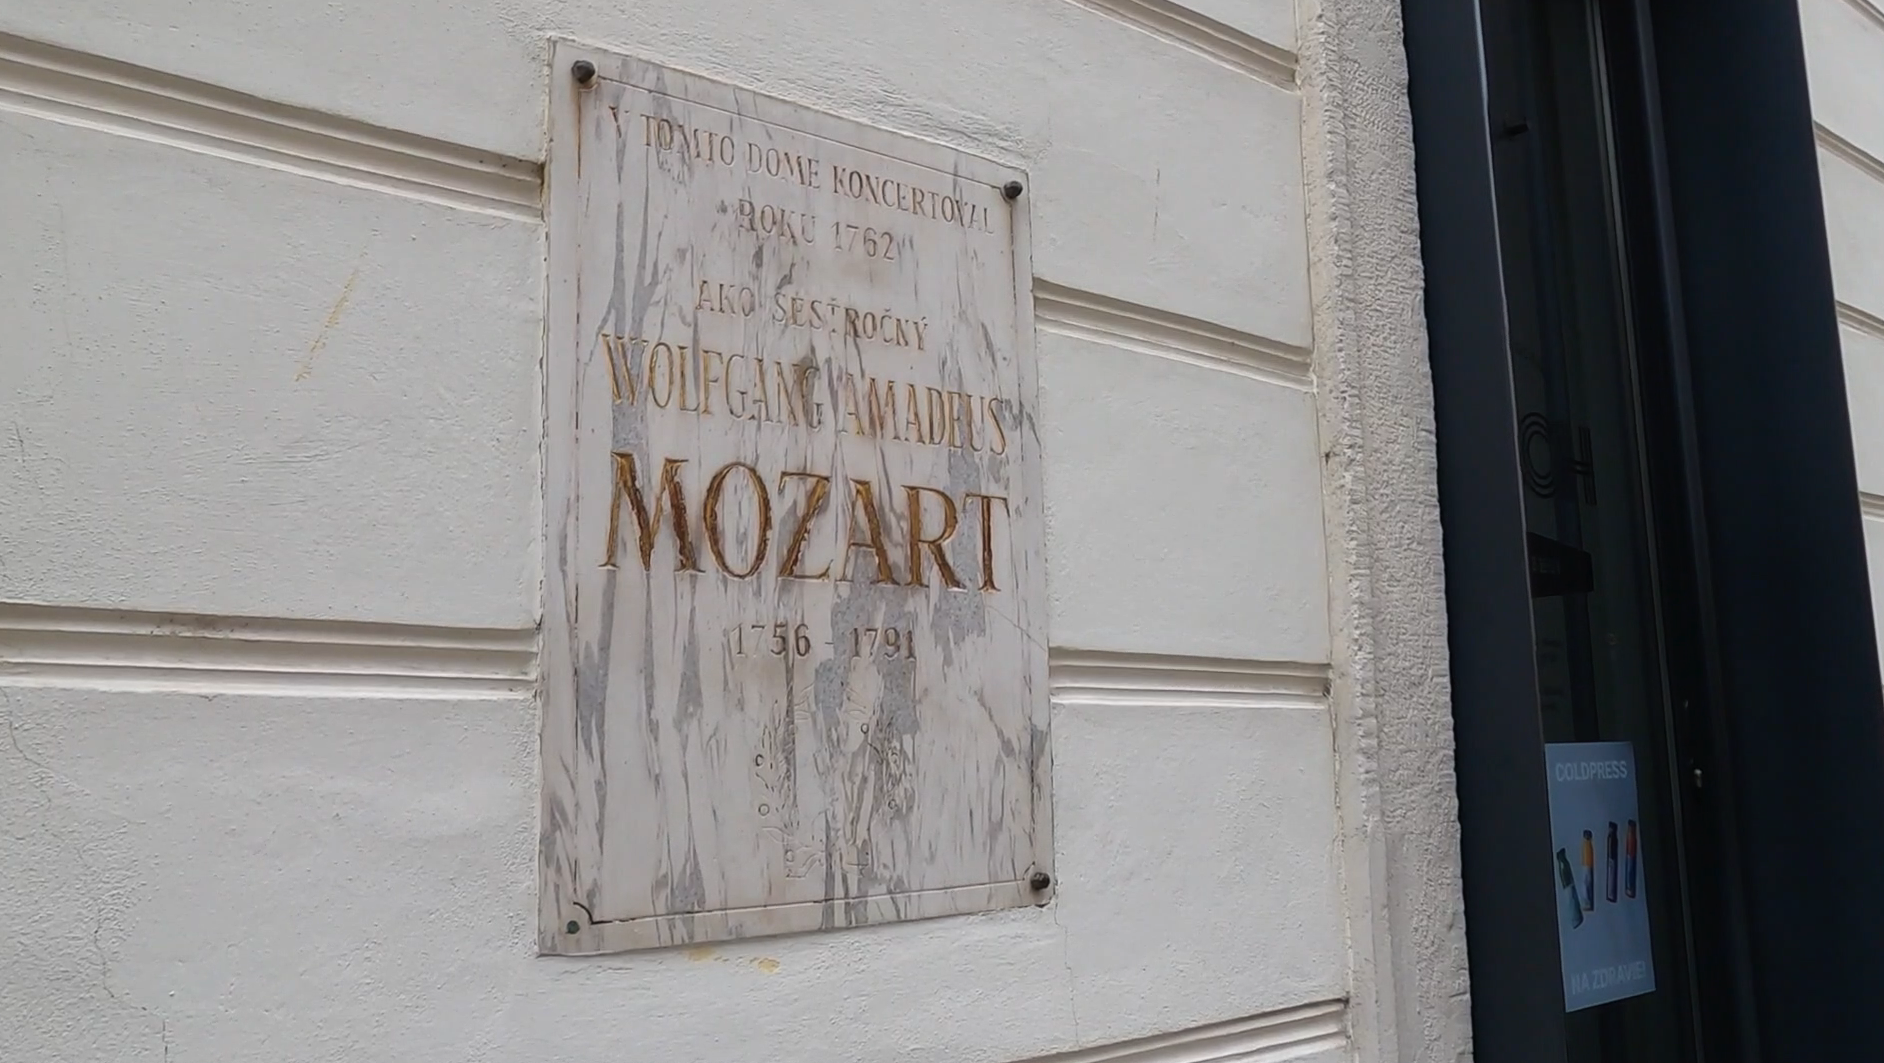 V TOMTO DOME KONCERTOVAL
ROKU 1762
AKO ŠESŤROČNÝ
WOLFGANG AMADEUS
MOZART
1756 - 1791
COLDPRESS
NA ZDRAVIE!